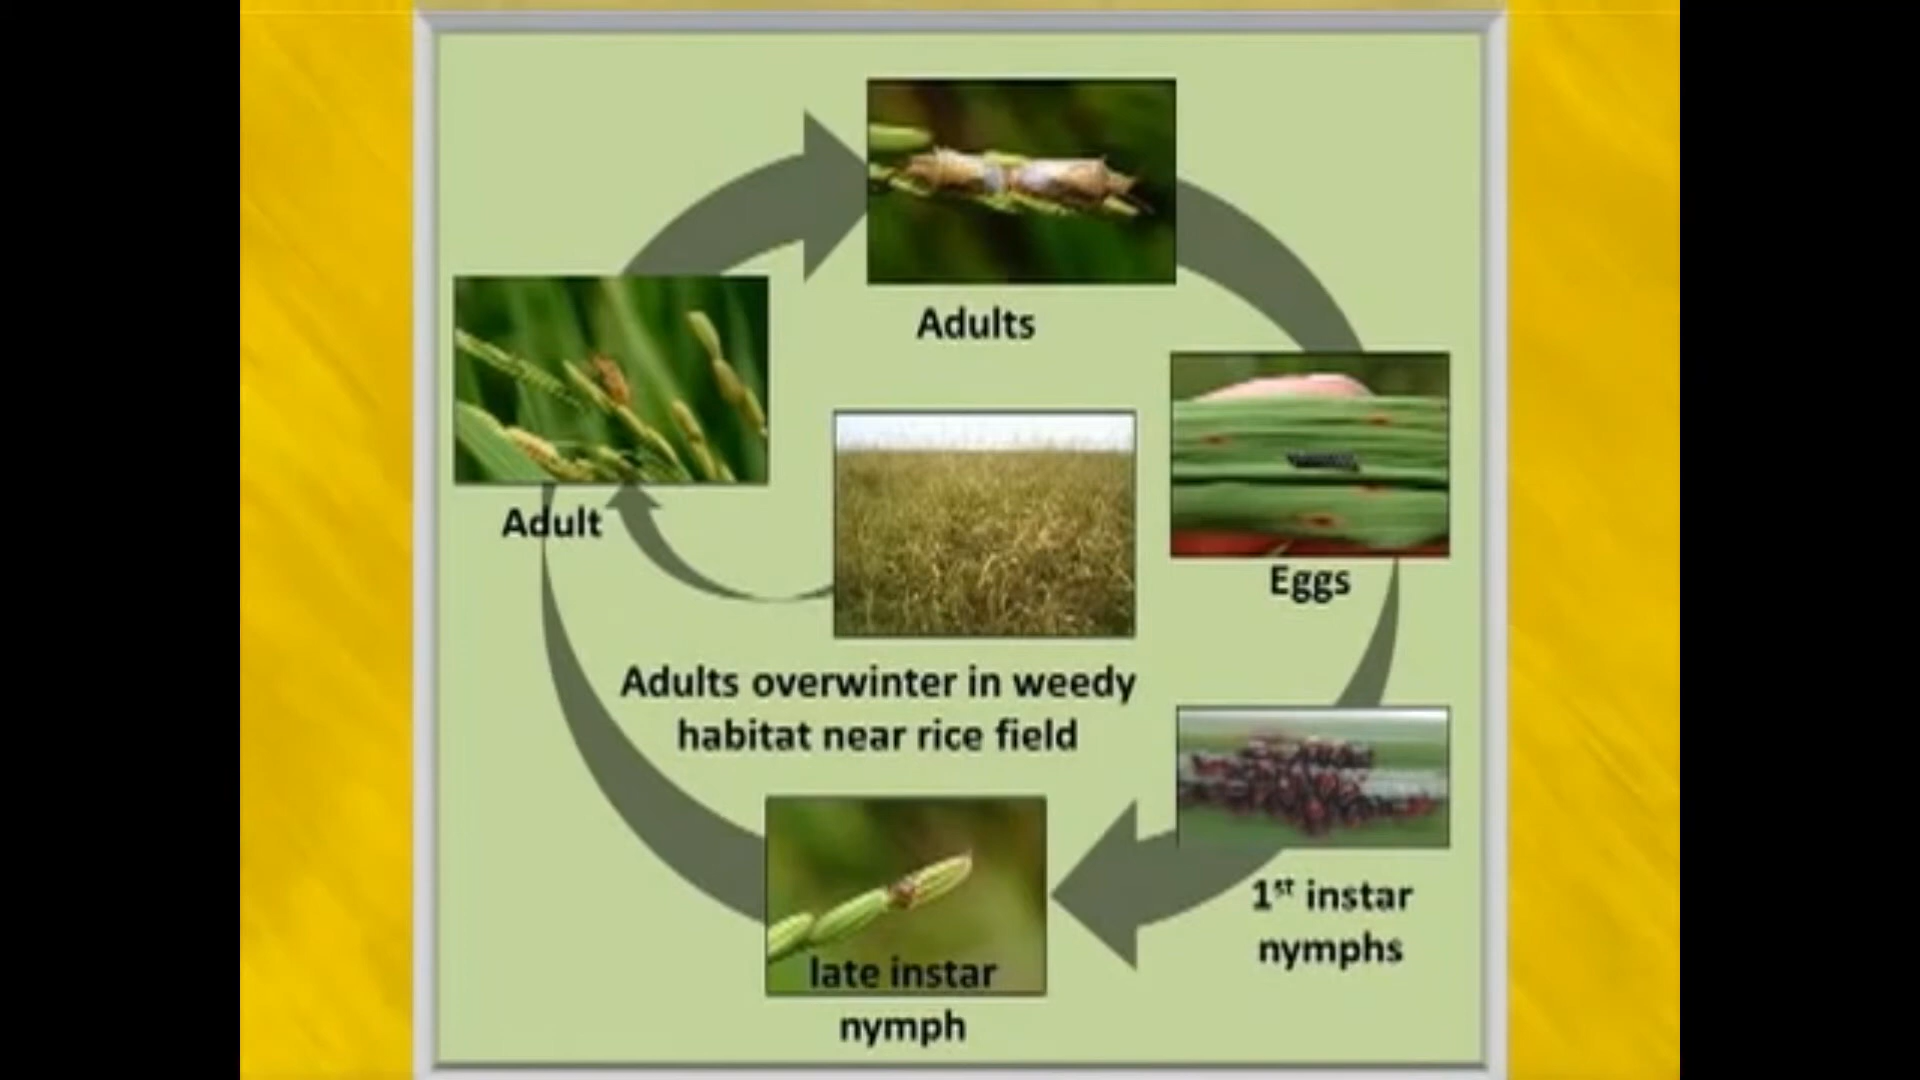 Adults
Adult
Eggs
Adults overwinter in weedy
habitat near rice field
1st instar
nymphs
late instar
nymph